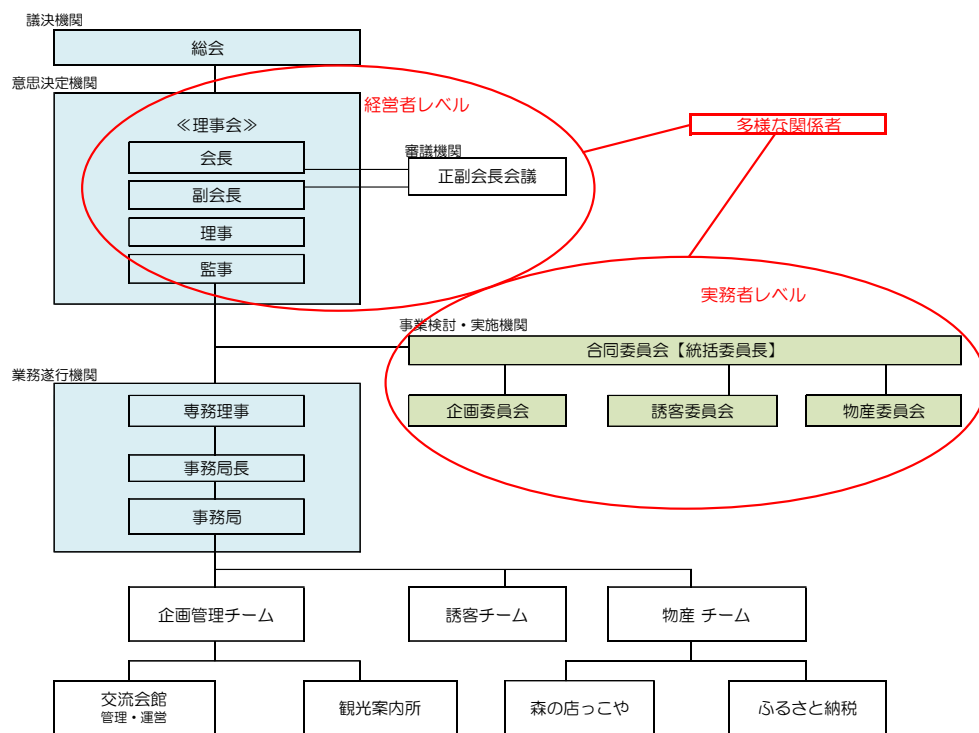 議決機関
総会
意思決定機関
経営者レベル
≪理事会≫
多様な関係者
会長
審議機関
正副会長会議
副会長
理事
監事
実務者レベル
事業検討・実施機関
合同委員会【統括委員長】
業務遂行機関
専務理事
企画委員会
誘客委員会
物産委員会
事務局長
事務局
企画管理チーム
誘客チーム
物産 チーム
交流会館
管理・運営
観光案内所
森の店っこや
ふるさと納税